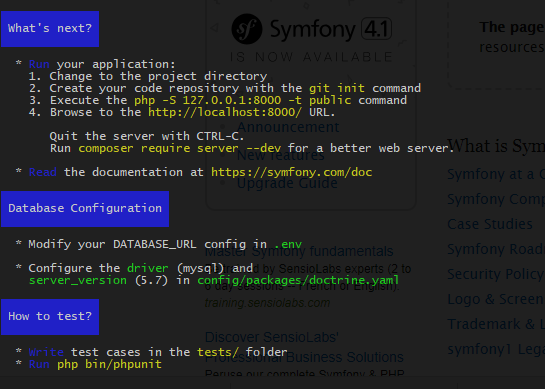 What's next?
* Run your application:
1. Change to the project directory
2. Create your code repository with the git init command
3. Execute the php -S 127.0.0.1:8000 -t public command
4. Browse to the http://localhost:8000/ URL.
Quit the server with CTRL-C.
Run composer require server --dev for a better web server.
* Read the documentation at https://symfony.com/doc
Database Configuration
* Modify your DATABASE_URL config in .env
* Configure the driver (mysql) and
server_version (5.7) in config/packages/doctrine.yaml
How to test?
* Write test cases in the tests/ folder
* Run php bin/phpunit
sf Symfony 4.1
IS NOW AVAILABLE
Announcement
New features
Upgrade Guide
Master Symfony fundamentals
by SensioLabs experts (2 to
training.sensiolabs.com
Discover SensioLabs'
Professional Business Solutions
Peruse our complete Symfony & PHP
The page
resources
What is Sym
Symfony at a G
Symfony Comp
Case Studies
Symfony Road
Security Policy
Logo & Screen
Trademark & L
symfony1 Lega